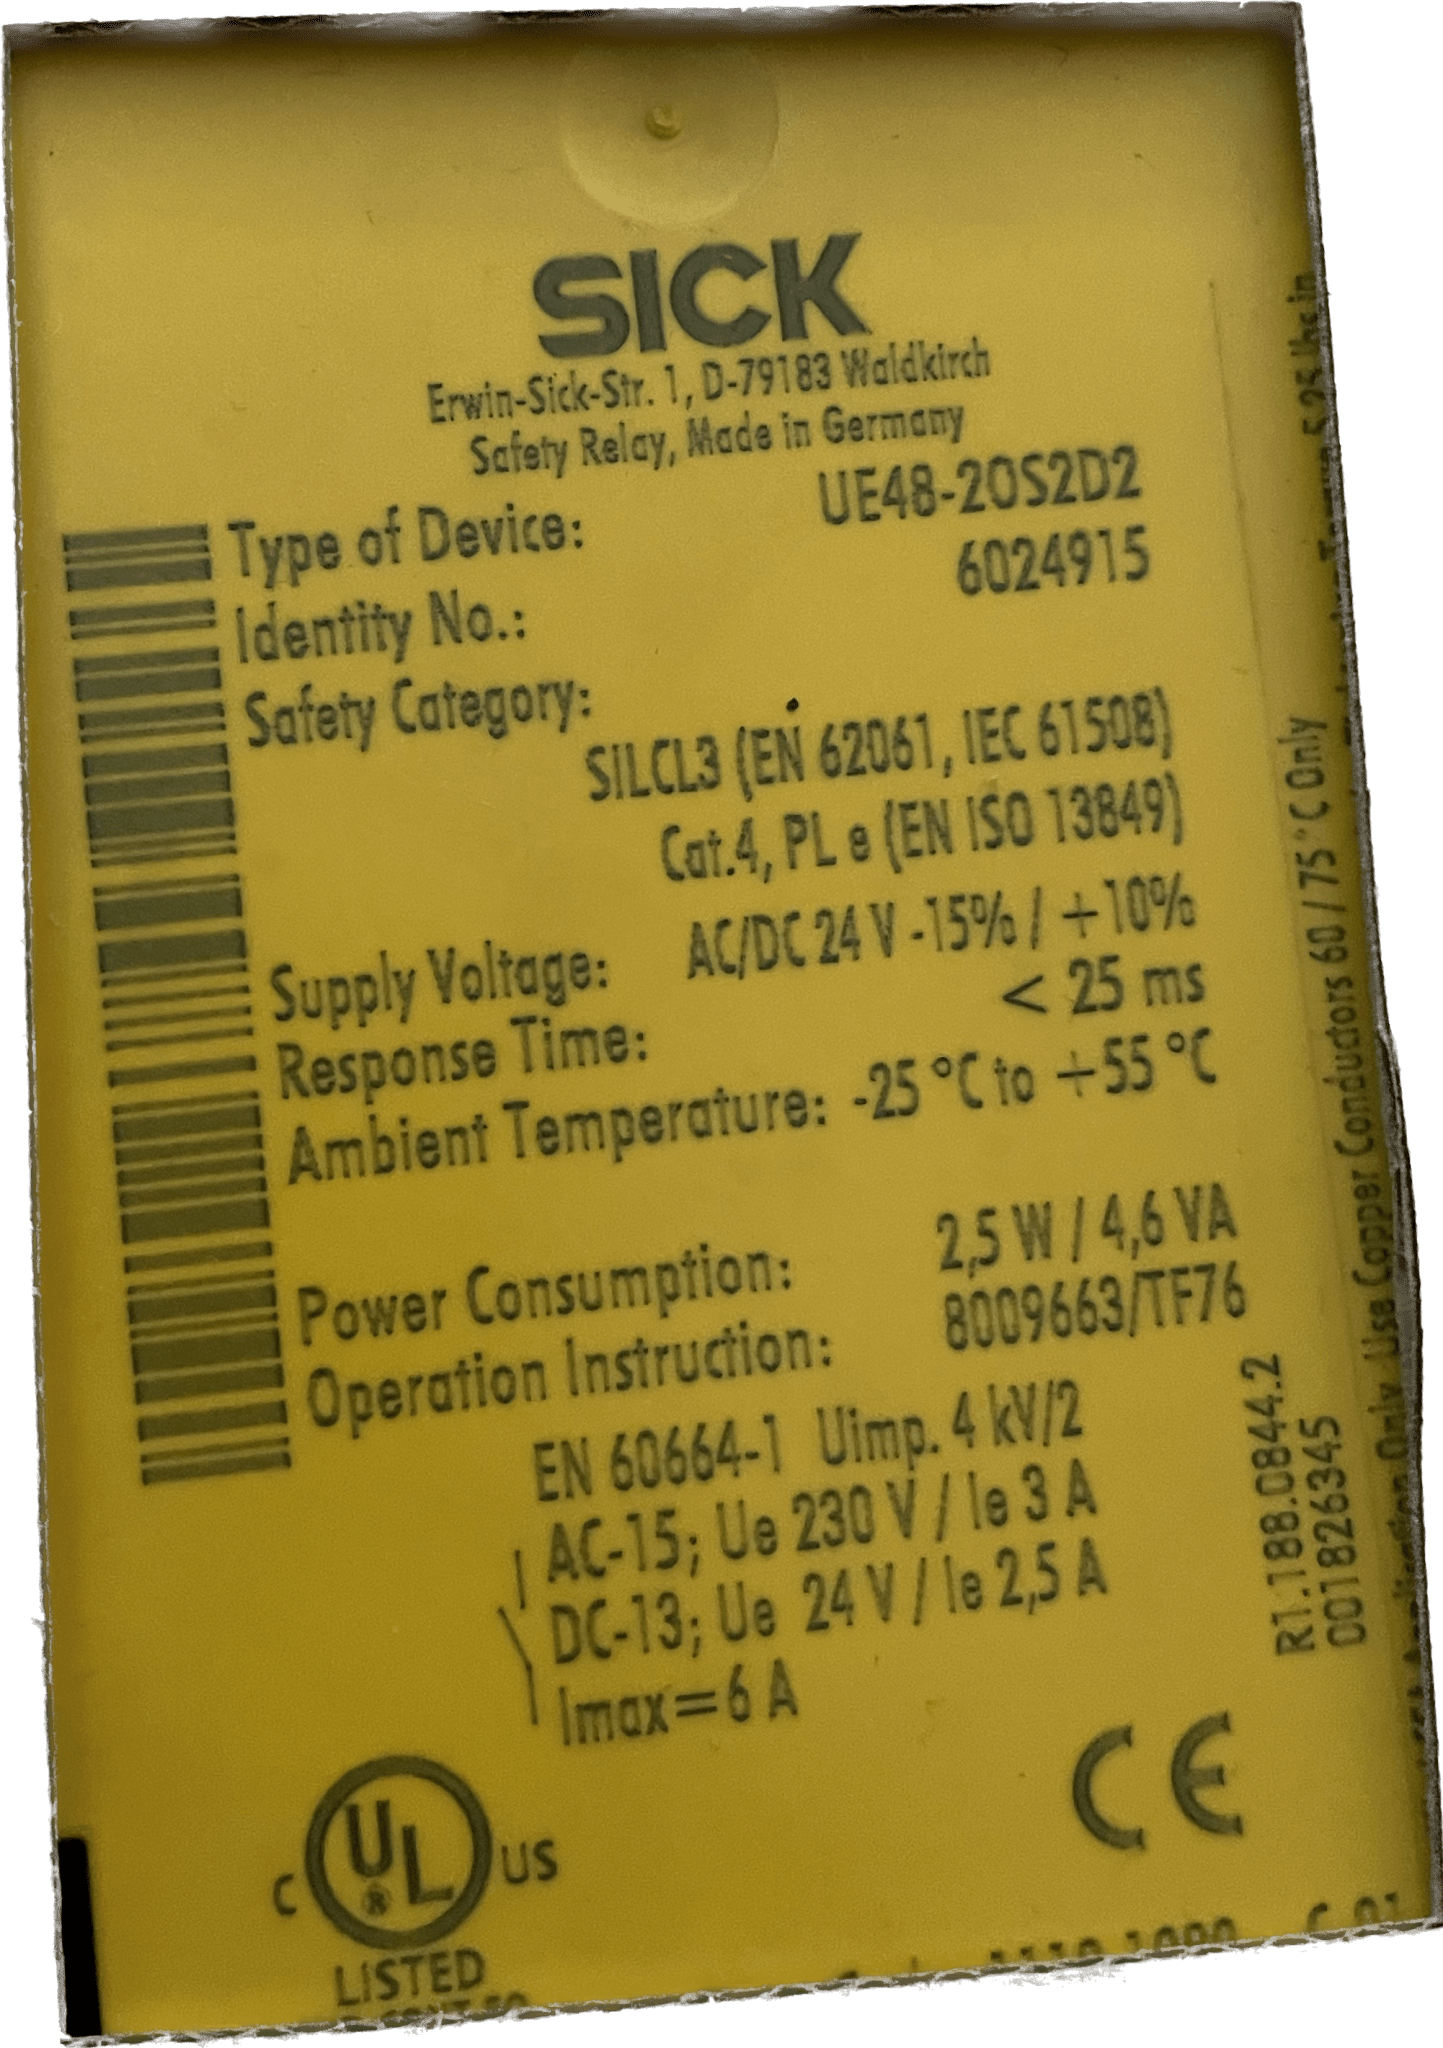 SICK
Erwin-Sick-Str. 1, D-79183 Waldkirch
Safety Relay, Made in Germany
Type of Device: UE48-2OS2D2
Identity No.: 6024915
Safety Category:
SILCL3 (EN 62061, IEC 61508)
Cat.4, PL e (EN ISO 13849)
Supply Voltage: AC/DC 24 V -15% / +10%
Response Time: < 25 ms
Ambient Temperature: -25 °C to +55 °C
Power Consumption: 2,5 W / 4,6 VA
Operation Instruction: 8009663/TF76
EN 60664-1 Uimp. 4 kV/2
AC-15; Ue 230 V / Ie 3 A
DC-13; Ue 24 V / Ie 2,5 A
Imax=6 A
C UL ® US
LISTED
CE
R1.188.0844.2
001826345
Only Use Copper Conductors 60 / 75°C Only